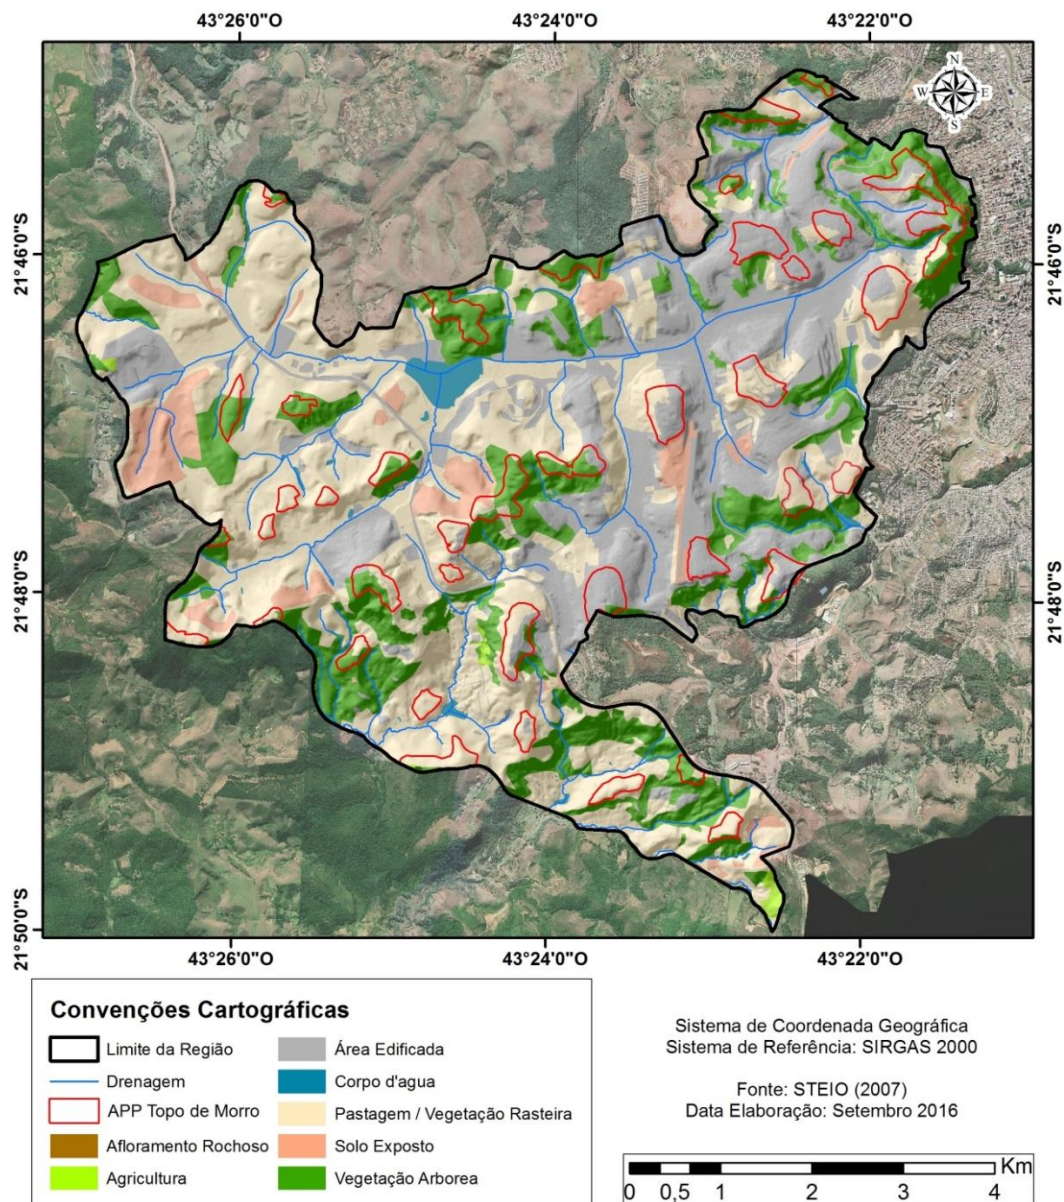 43°26'0"O 43°24'0"O 43°22'0"O
N
W E
S
21°46'0"S 21°46'0"S
21°48'0"S 21°48'0"S
21°50'0"S 21°50'0"S
43°26'0"O 43°24'0"O 43°22'0"O
Convenções Cartográficas
Limite da Região
Drenagem
APP Topo de Morro
Afloramento Rochoso
Agricultura
Área Edificada
Corpo d'agua
Pastagem / Vegetação Rasteira
Solo Exposto
Vegetação Arborea
Sistema de Coordenada Geográfica
Sistema de Referência: SIRGAS 2000
Fonte: STEIO (2007)
Data Elaboração: Setembro 2016
Km
0 0,5 1 2 3 4